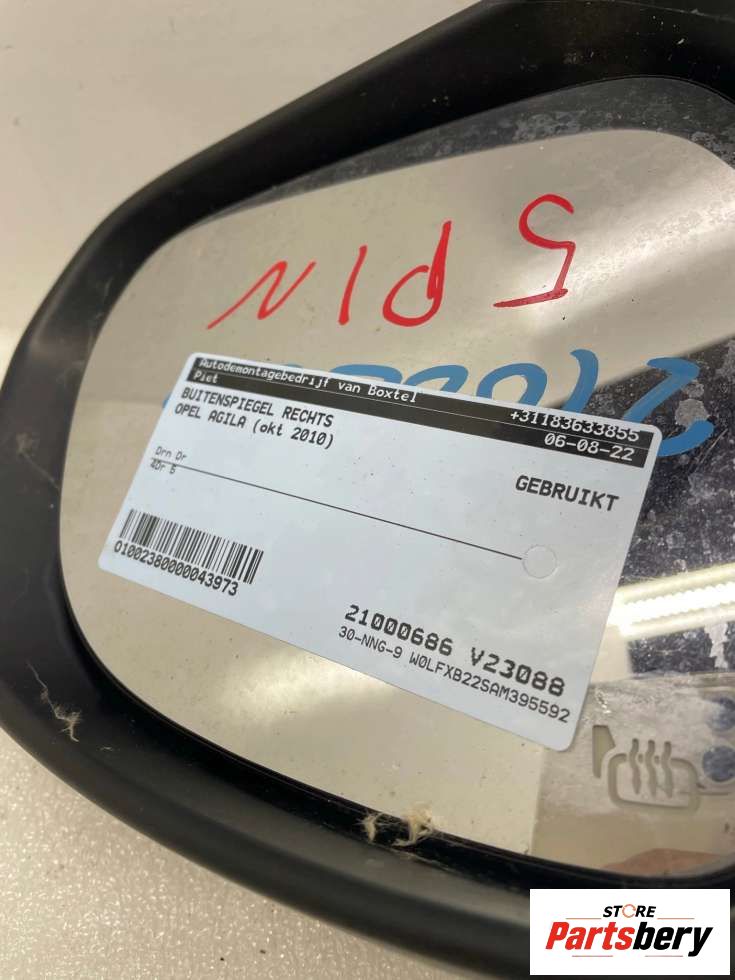 5 PIN
Autodemontagebedrijf van Boxtel
Piet
+31183633855
06-08-22
BUITENSPIEGEL RECHTS
OPEL AGILA (okt 2010)
GEBRUIKT
Drn Dr
4Dr 5
O1002380000043973
21000686 V23088
30-NNG-9 W0LFXB22SAM395592
STORE
Partsbery